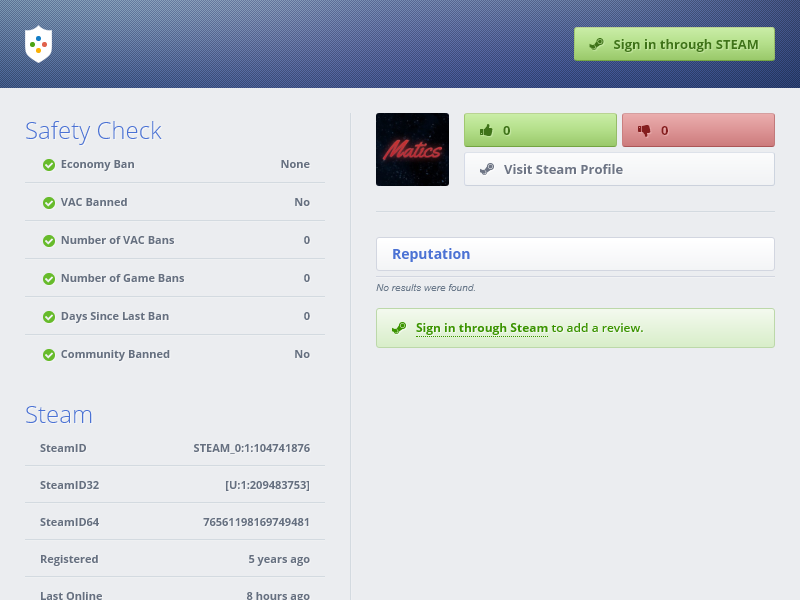 Sign in through STEAM
Safety Check
Economy Ban None
VAC Banned No
Number of VAC Bans 0
Number of Game Bans 0
Days Since Last Ban 0
Community Banned No
Steam
SteamID STEAM_0:1:104741876
SteamID32 [U:1:209483753]
SteamID64 76561198169749481
Registered 5 years ago
Last Online 8 hours ago
Matics
0 0
Visit Steam Profile
Reputation
No results were found.
Sign in through Steam to add a review.